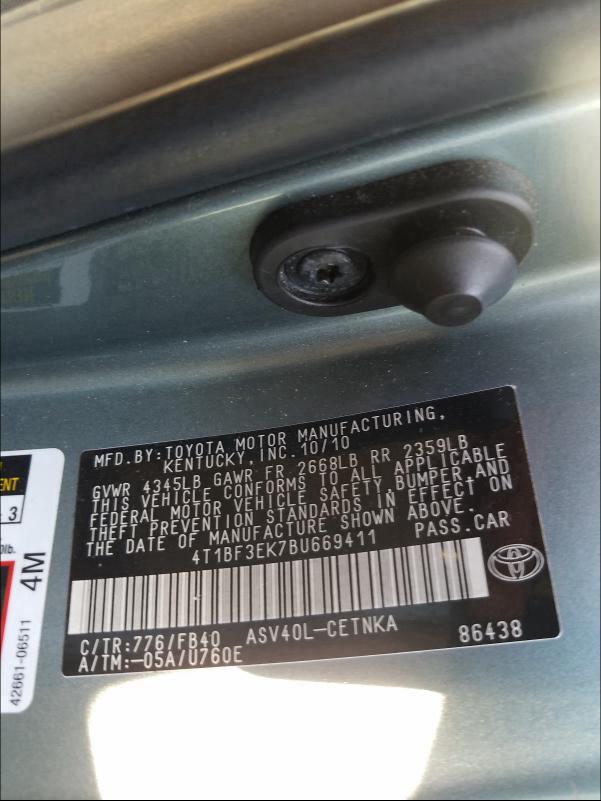 MFD.BY:TOYOTA MOTOR MANUFACTURING,
KENTUCKY, INC.10/10
GVWR 4345LB GAWR FR 2668LB RR 2359LB
THIS VEHICLE CONFORMS TO ALL APPLICABLE
FEDERAL MOTOR VEHICLE SAFETY,BUMPER,AND
THEFT PREVENTION STANDARDS IN EFFECT ON
THE DATE OF MANUFACTURE SHOWN ABOVE.
4T1BF3EK7BU669411 PASS.CAR
C/TR:776/FB40 ASV40L-CETNKA 86438
A/TM:-05A/U760E
ENT
3
lb.
4M
42661-06511